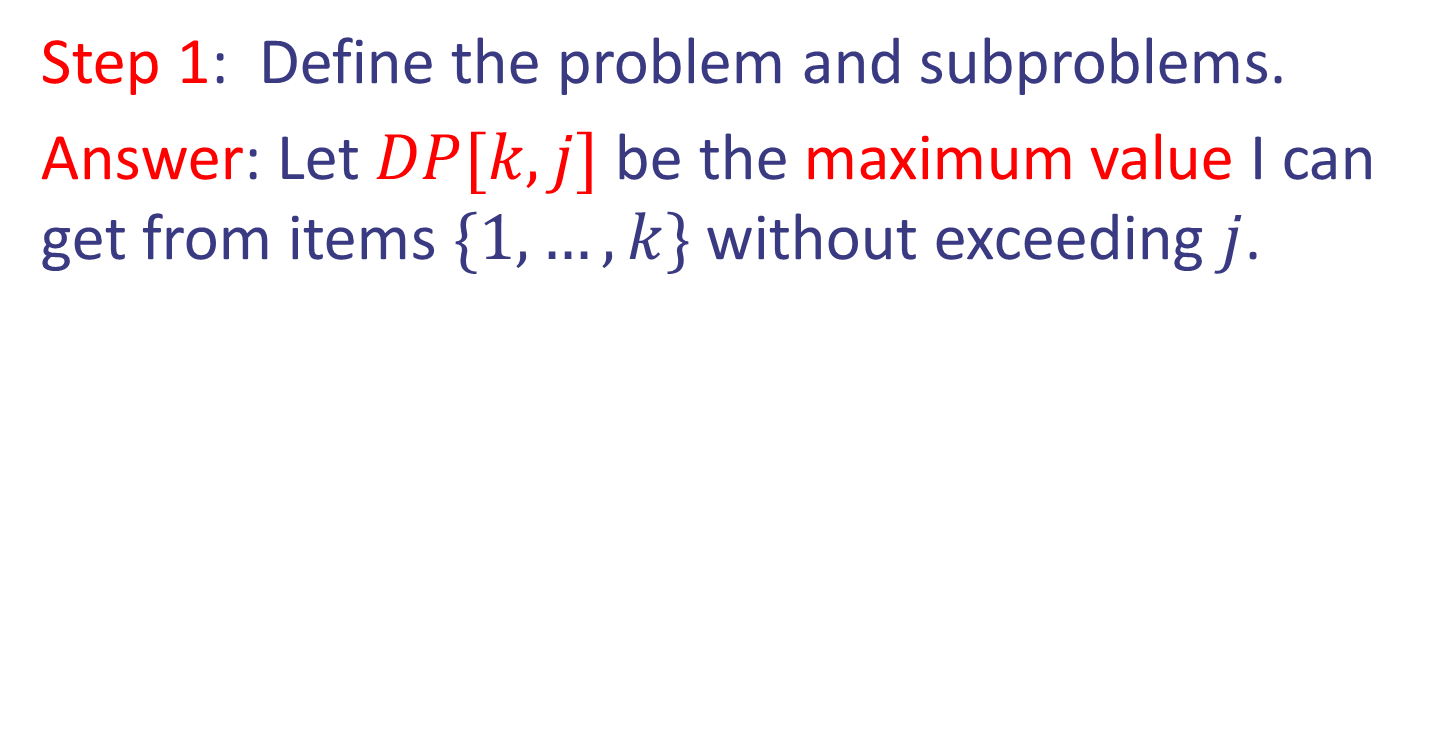 Step 1:  Define the problem and subproblems.
Answer: Let DP[k, j] be the maximum value I can
get from items {1, … , k} without exceeding j.